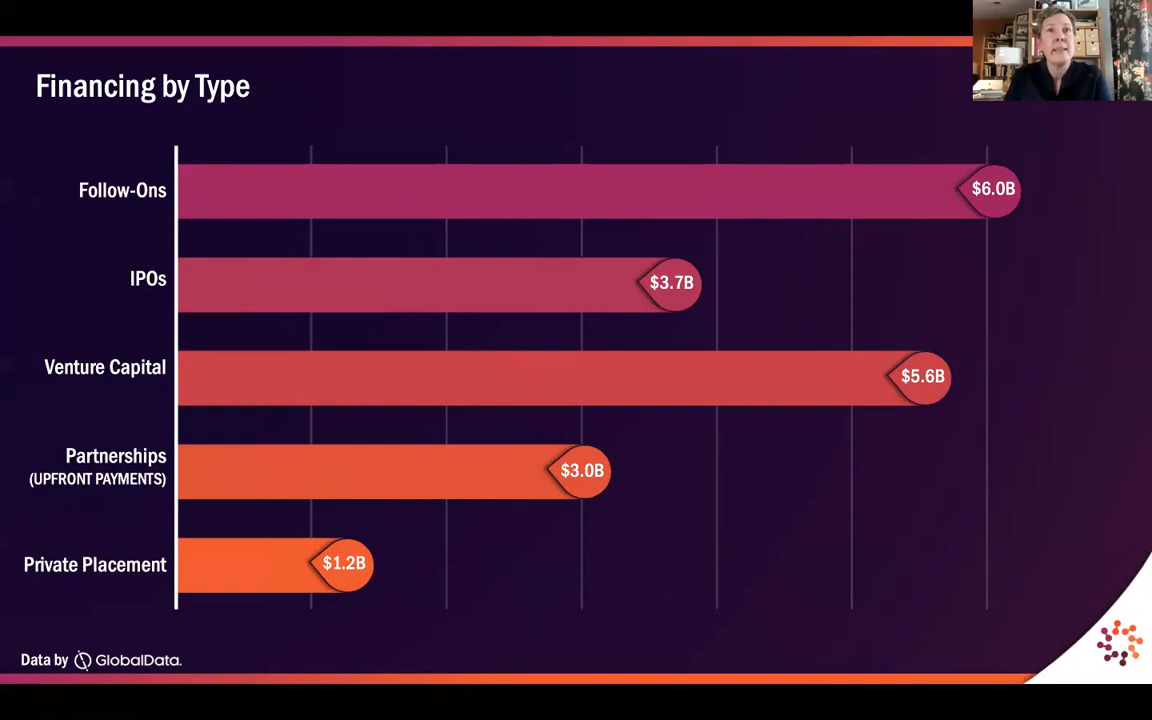 Financing by Type
Follow-Ons
$6.0B
IPOs
$3.7B
Venture Capital
$5.6B
Partnerships
(UPFRONT PAYMENTS)
$3.0B
Private Placement
$1.2B
Data by GlobalData.